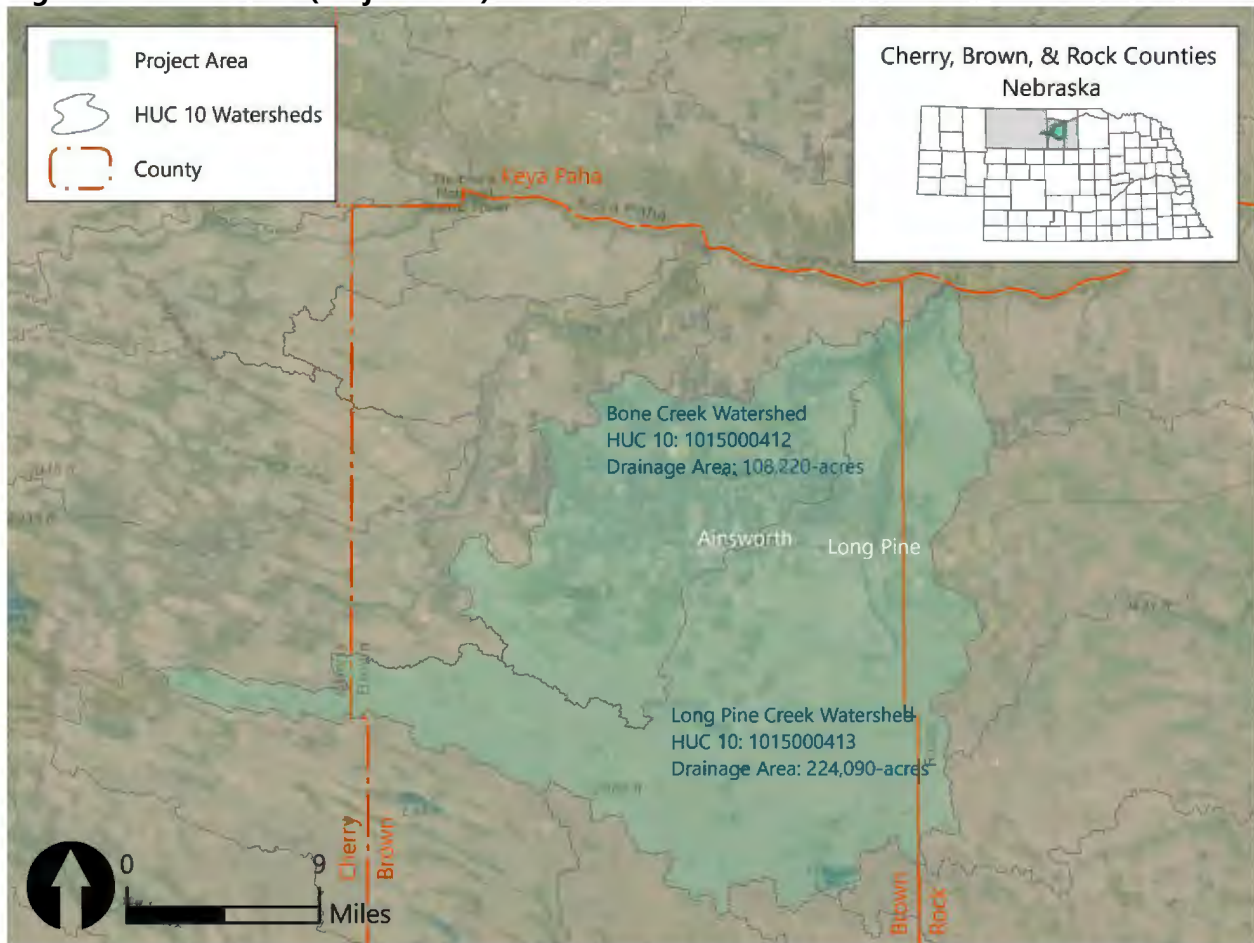 Project Area
HUC 10 Watersheds
County
Cherry, Brown, & Rock Counties
Nebraska
Keya Paha
Bone Creek Watershed
HUC 10: 1015000412
Drainage Area: 108,220-acres
Ainsworth
Long Pine
Long Pine Creek Watershed
HUC 10: 1015000413
Drainage Area: 224,090-acres
Cherry
Brown
Brown
Rock
0
9
Miles